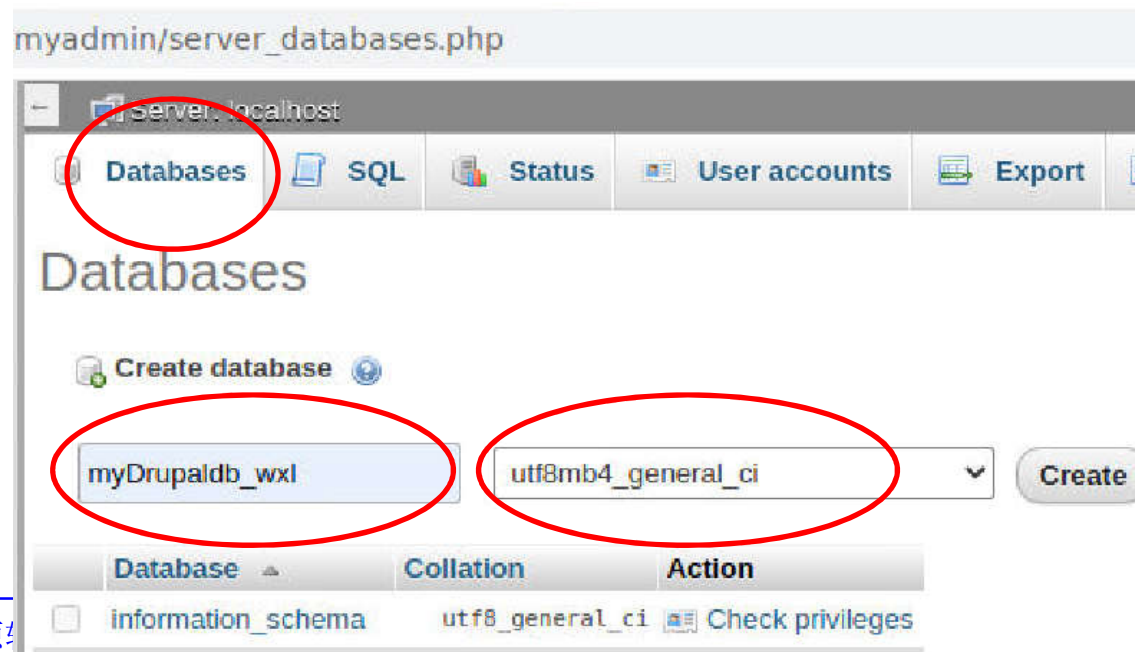 myadmin/server_databases.php
Server: localhost
Databases SQL Status User accounts Export
Databases
Create database
myDrupaldb_wxl utf8mb4_general_ci Create
Database Collation Action
information_schema utf8_general_ci Check privileges